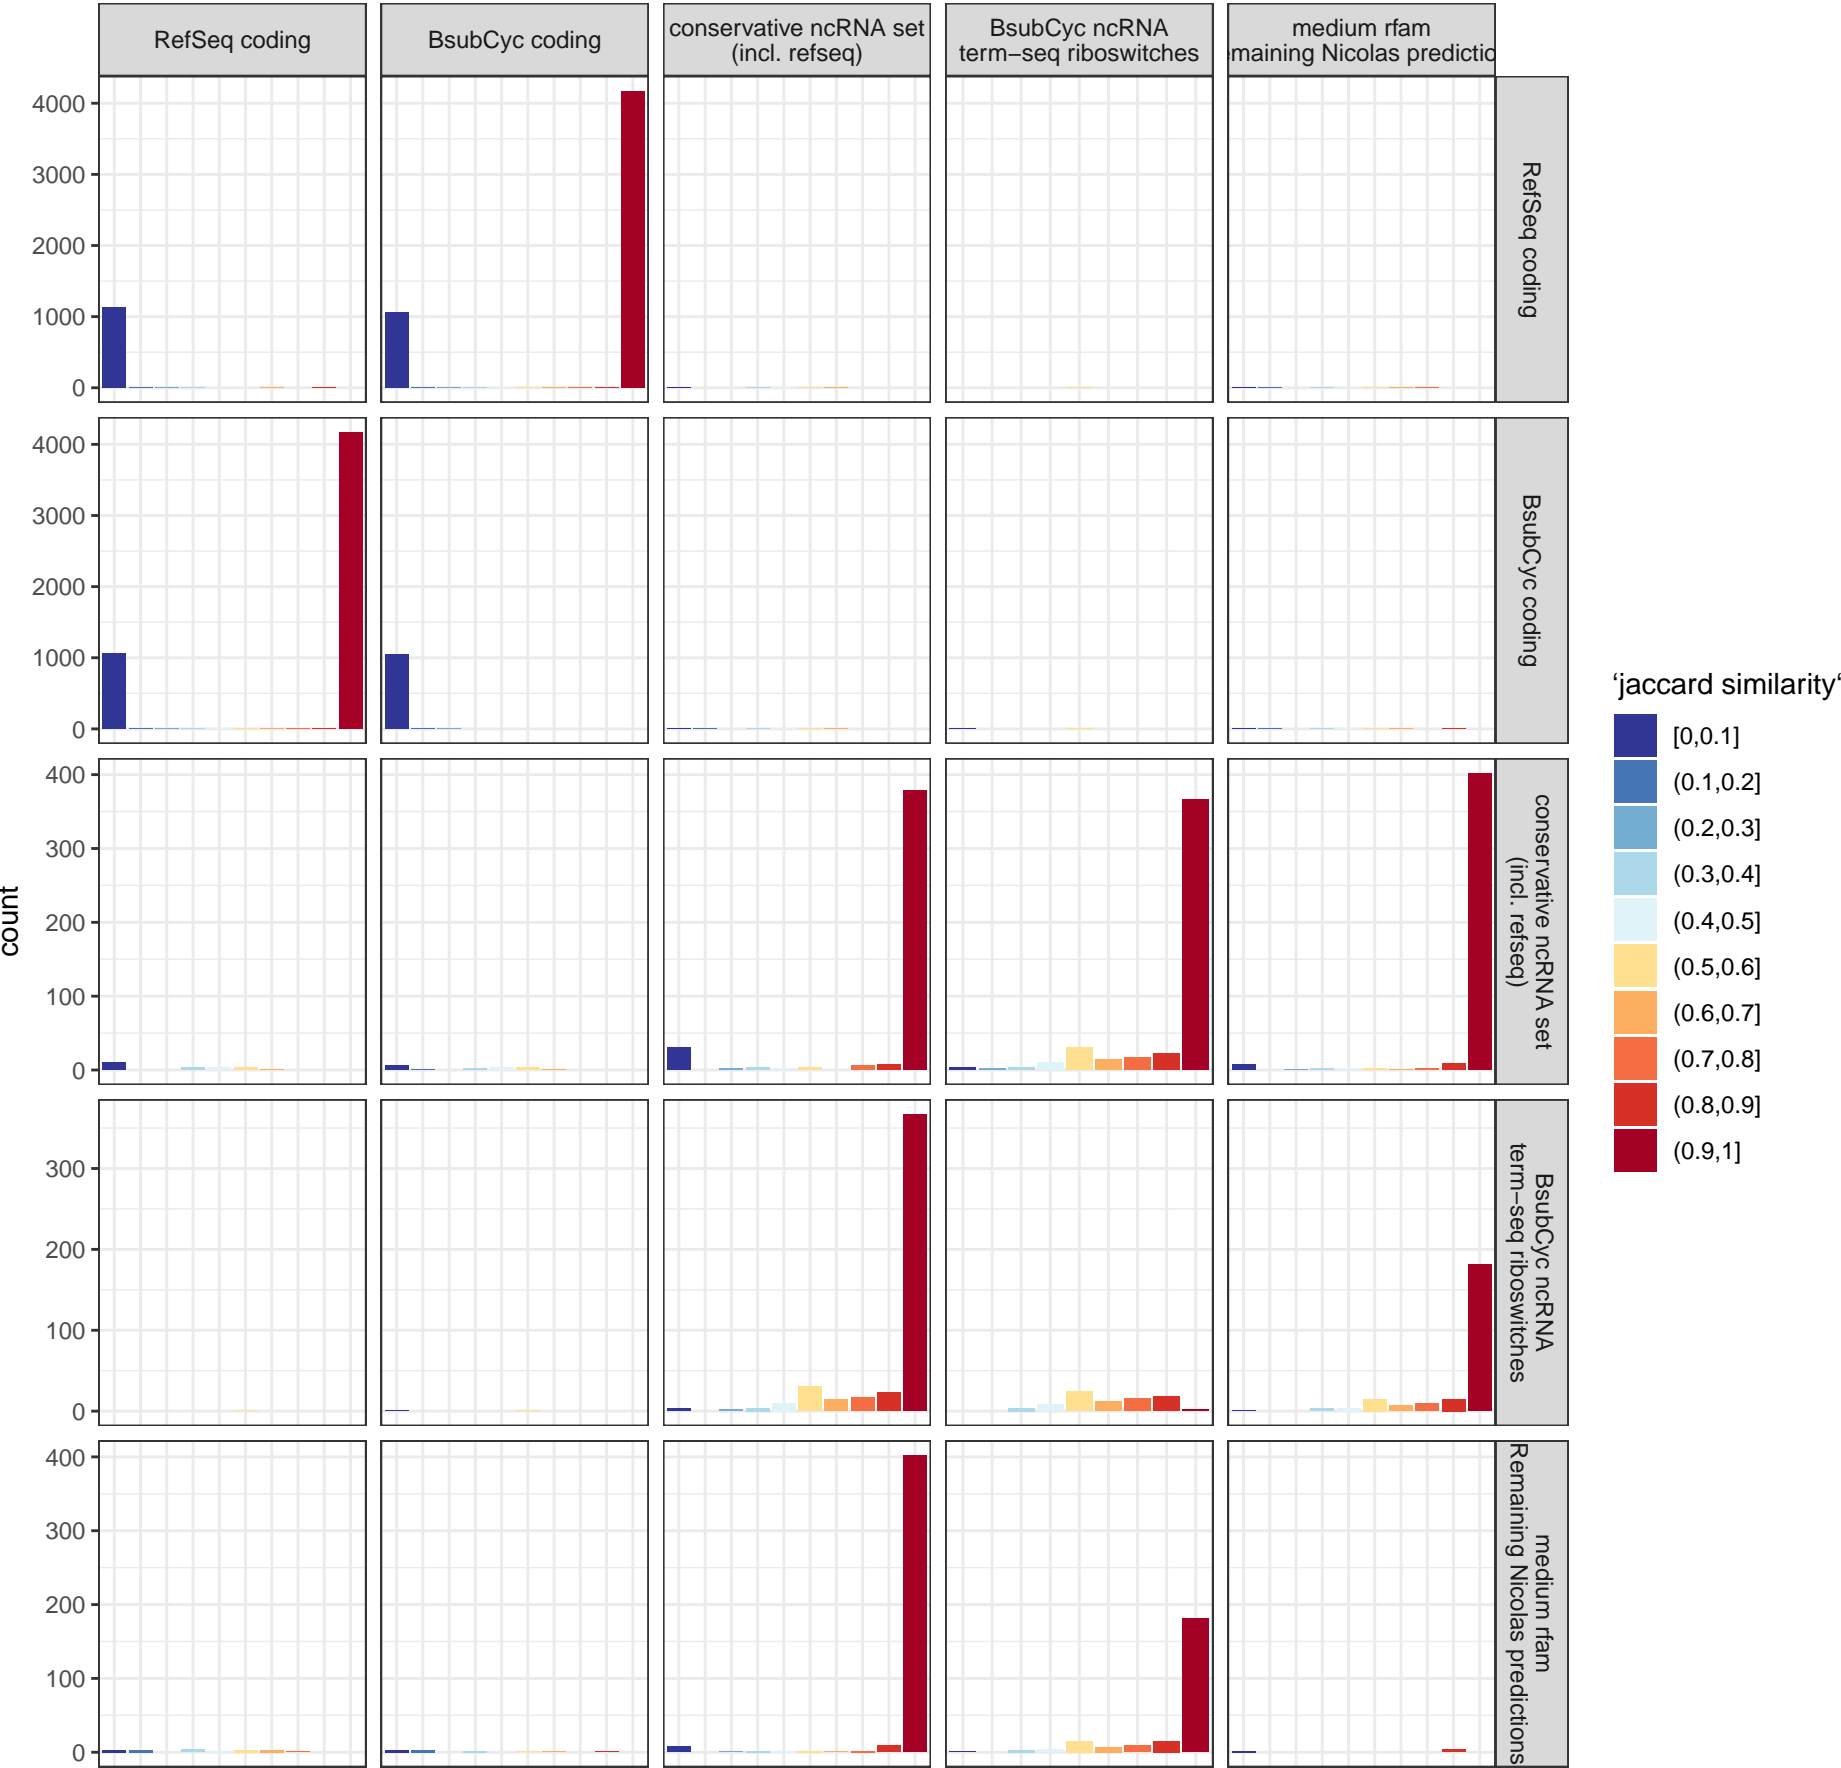 RefSeq coding
BsubCyc coding
conservative ncRNA set
(incl. refseq)
BsubCyc ncRNA
term−seq riboswitches
medium rfam
emaining Nicolas predictio
4000
3000
2000
1000
0
RefSeq coding
4000
3000
2000
1000
0
BsubCyc coding
400
300
200
100
0
conservative ncRNA set
(incl. refseq)
300
200
100
0
BsubCyc ncRNA
term−seq riboswitches
400
300
200
100
0
medium rfam
Remaining Nicolas predictions
count
‘jaccard similarity‘
[0,0.1]
(0.1,0.2]
(0.2,0.3]
(0.3,0.4]
(0.4,0.5]
(0.5,0.6]
(0.6,0.7]
(0.7,0.8]
(0.8,0.9]
(0.9,1]